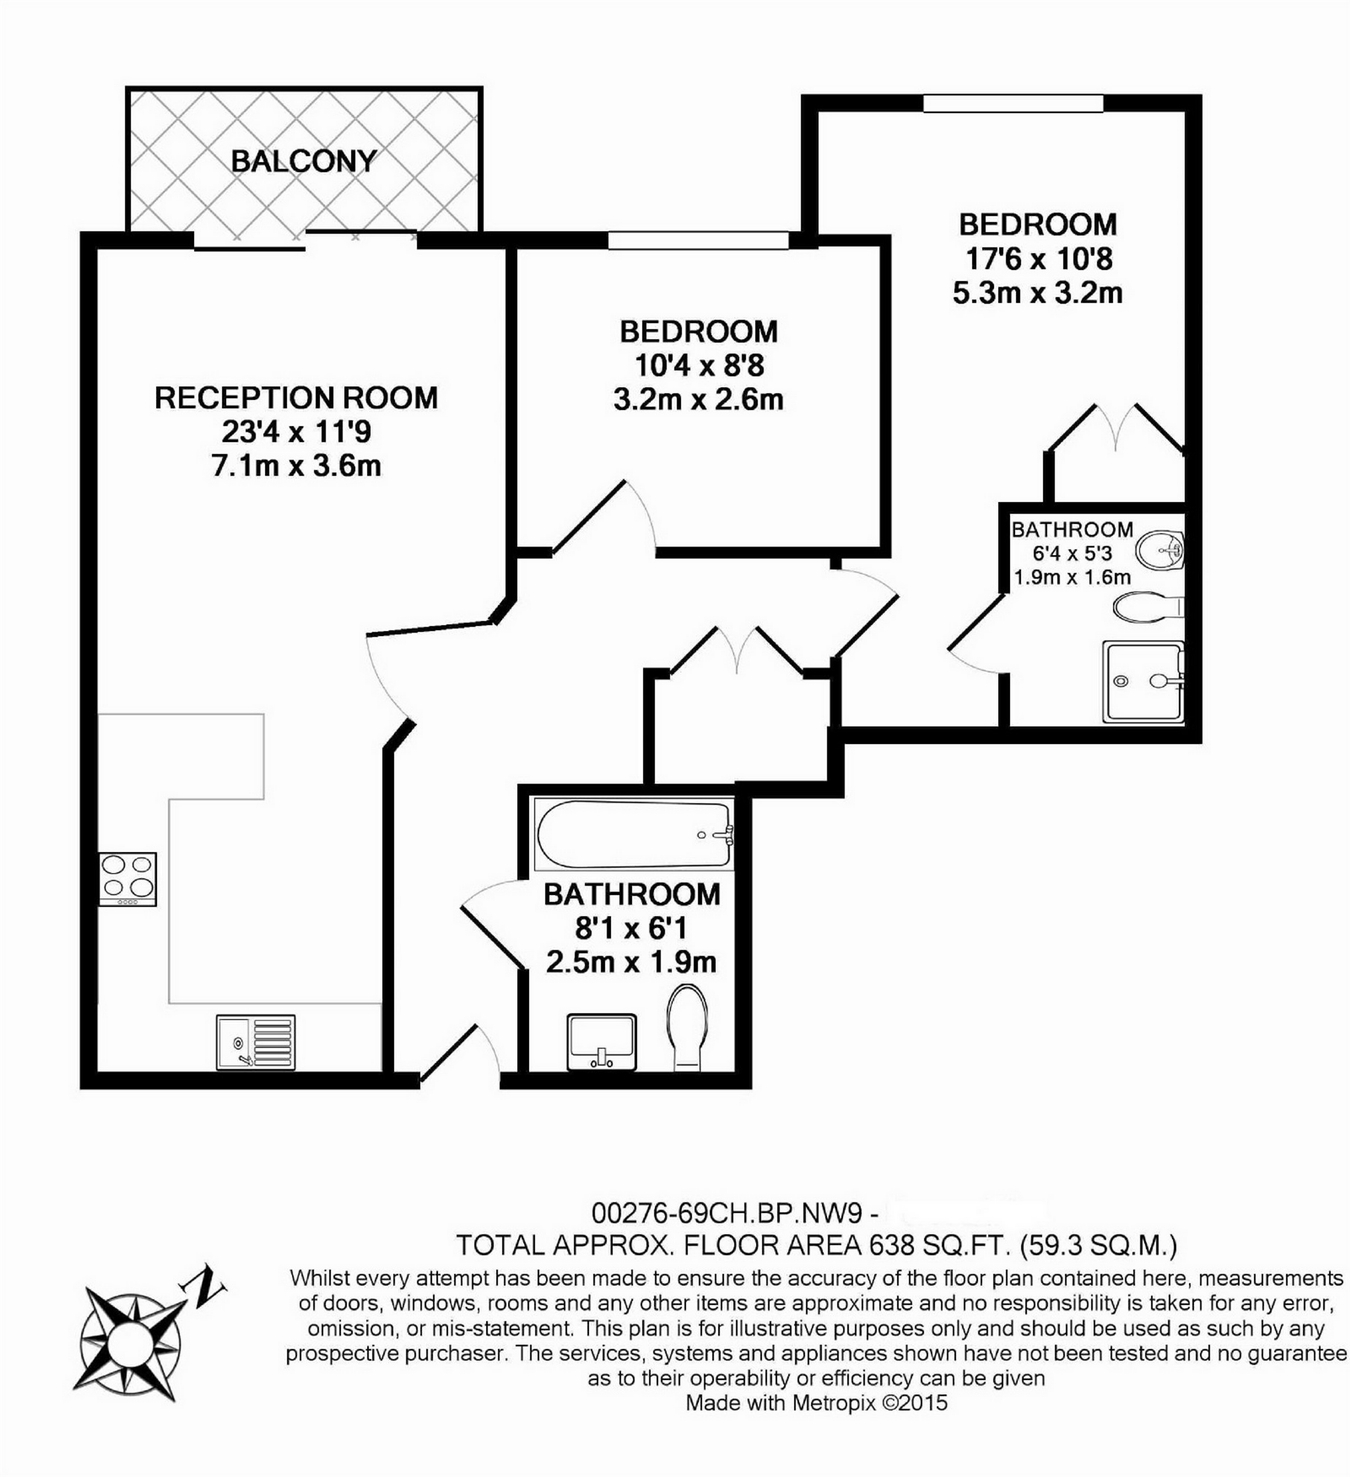 BALCONY
BEDROOM
17'6 x 10'8
5.3m x 3.2m
BEDROOM
10'4 x 8'8
3.2m x 2.6m
RECEPTION ROOM
23'4 x 11'9
7.1m x 3.6m
BATHROOM
6'4 x 5'3
1.9m x 1.6m
BATHROOM
8'1 x 6'1
2.5m x 1.9m
00276-69CH.BP.NW9 -
TOTAL APPROX. FLOOR AREA 638 SQ.FT. (59.3 SQ.M.)
N
Whilst every attempt has been made to ensure the accuracy of the floor plan contained here, measurements
of doors, windows, rooms and any other items are approximate and no responsibility is taken for any error,
omission, or mis-statement. This plan is for illustrative purposes only and should be used as such by any
prospective purchaser. The services, systems and appliances shown have not been tested and no guarantee
as to their operability or efficiency can be given
Made with Metropix ©2015